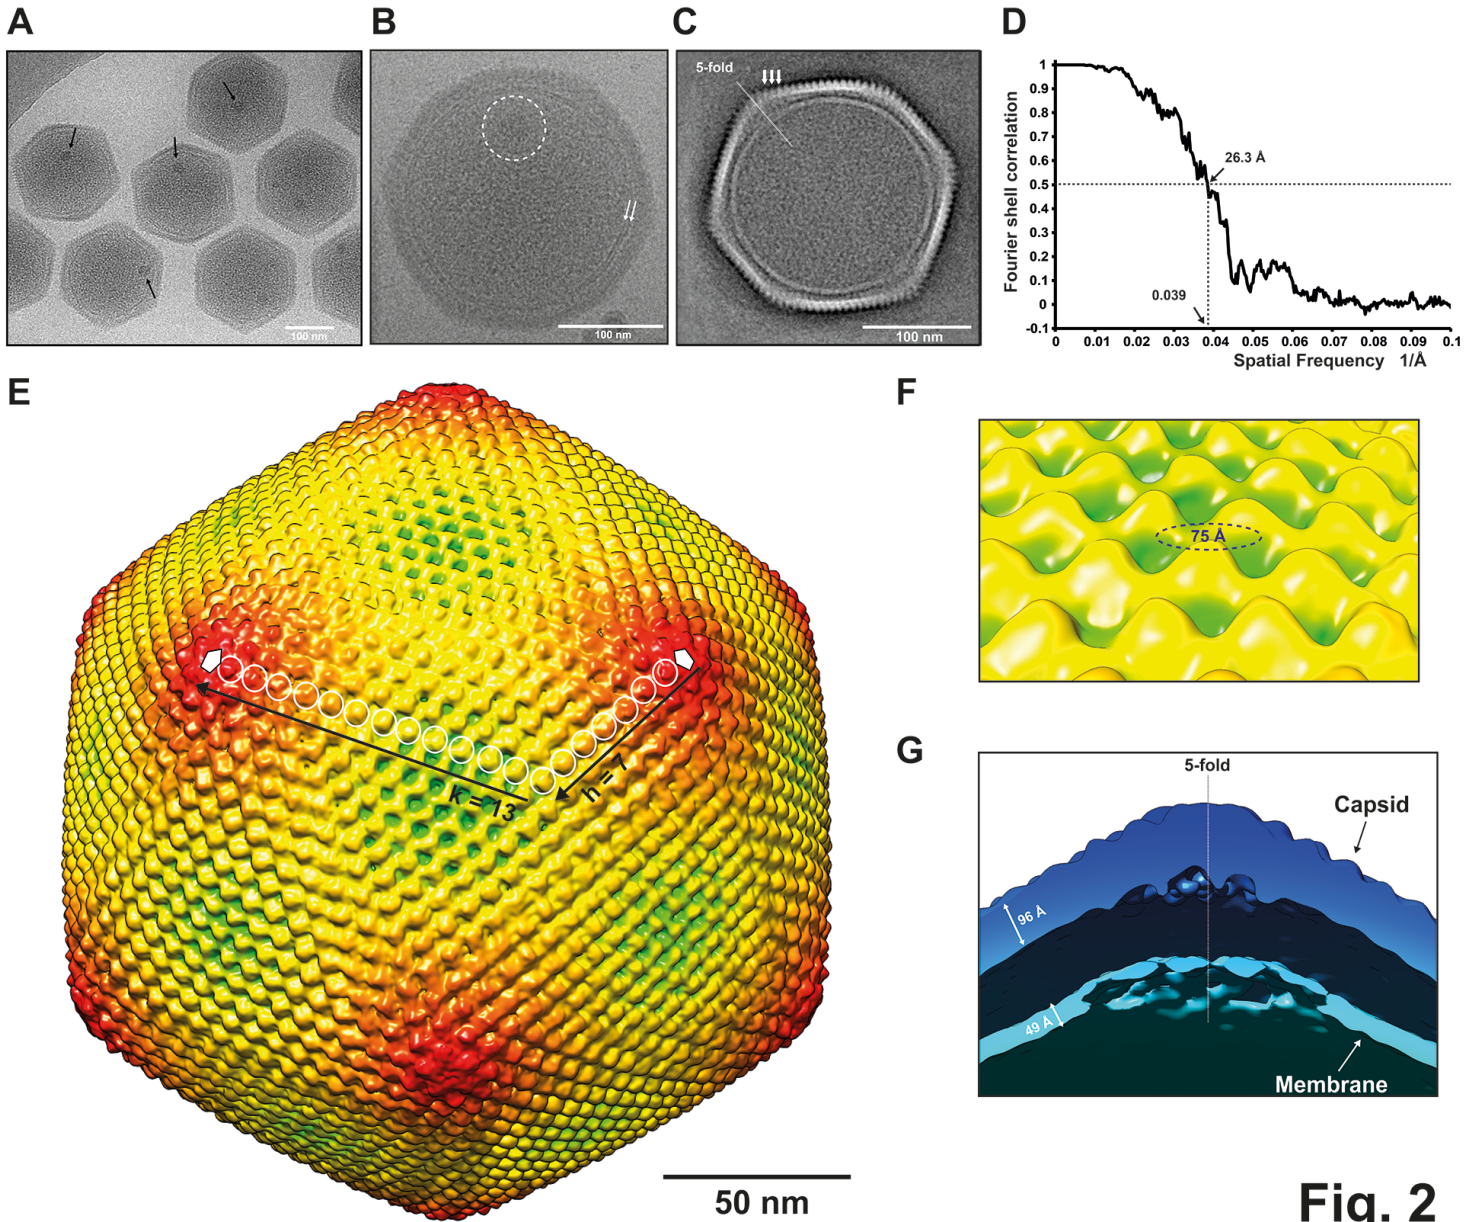 A
B
C
D
100 nm
100 nm
5-fold
100 nm
Fourier shell correlation
1
0.9
0.8
0.7
0.6
0.5
0.4
0.3
0.2
0.1
0
-0.1
26.3 Å
0.039
0 0.01 0.02 0.03 0.04 0.05 0.06 0.07 0.08 0.09 0.1
Spatial Frequency 1/Å
E
k = 13
h = 7
50 nm
F
75 Å
G
5-fold
Capsid
96 Å
49 Å
Membrane
Fig. 2